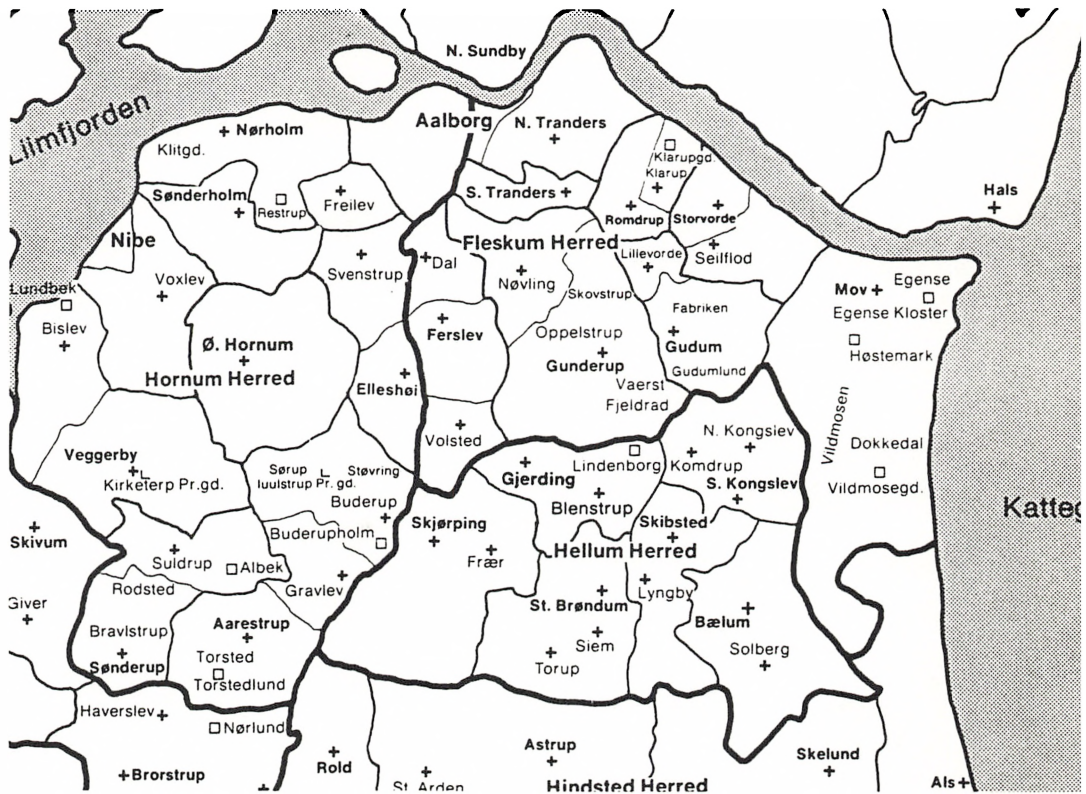 N. Sundby
Limfjorden
Aalborg
N. Tranders
Nørholm
Klitgd.
Klarupgd.
Klarup
Sønderholm
Restrup
Freilev
S. Tranders
Romdrup
Storvorde
Hals
Nibe
Fleskum Herred
Lillevorde
Seilflod
Dal
Svenstrup
Voxlev
Nøvling
Skovstrup
Lundbek
Mov
Egense
Egense Kloster
Bislev
Fabriken
Ferslev
Oppelstrup
Gudum
Høstemark
Ø. Hornum
Gunderup
Gudumlund
Hornum Herred
Elleshøi
Vaerst
Fjeldrad
Vildmosen
Volsted
N. Kongslev
Dokkedal
Veggerby
Kirketerp Pr.gd.
Sørup
Iuulstrup Pr. gd.
Støvring
Buderup
Gjerding
Lindenborg
Komdrup
S. Kongslev
Vildmosegd.
Blenstrup
Katteg
Skivum
Buderupholm
Skjørping
Skibsted
Hellum Herred
Suldrup
Albek
Fræer
Rodsted
Gravlev
Lyngby
Giver
St. Brøndum
Bælum
Bravlstrup
Aarestrup
Siem
Solberg
Sønderup
Torsted
Torstedlund
Torup
Haverslev
Nørlund
Astrup
Skelund
Rold
Brorstrup
St. Arden
Hindsted Herred
Als